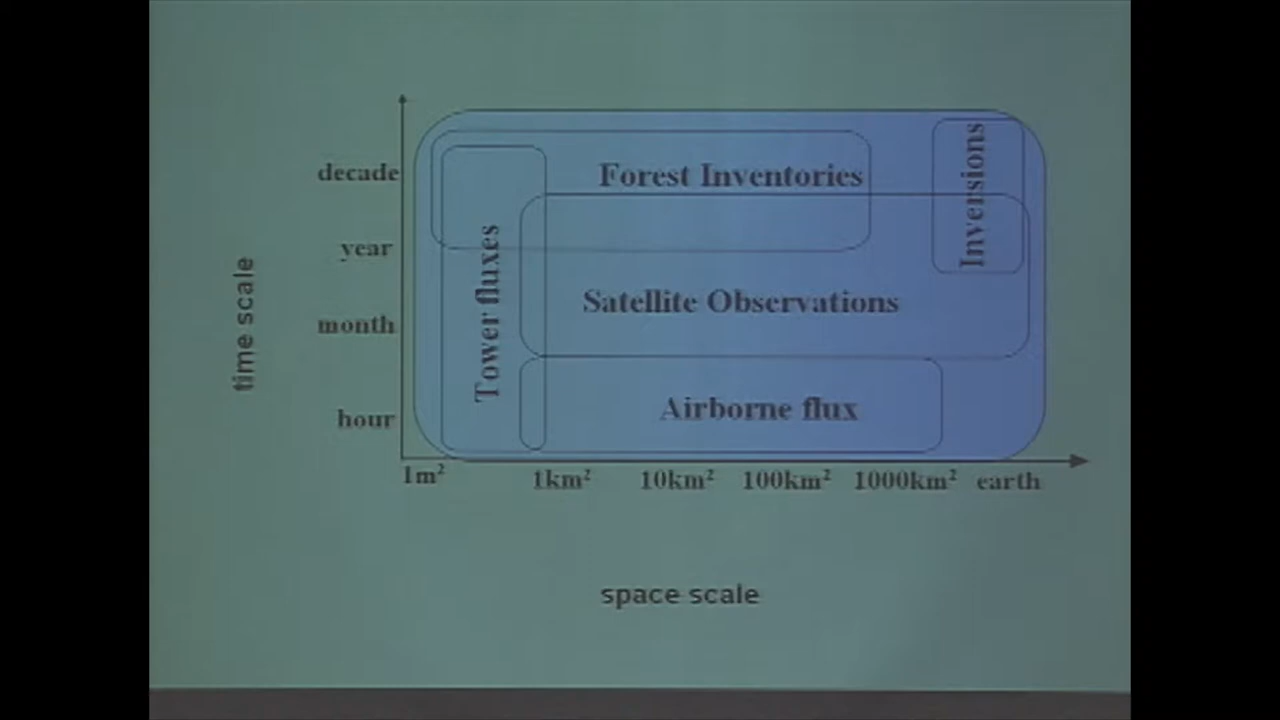 decade
year
month
hour
time scale
Forest Inventories
Inversions
Tower fluxes
Satellite Observations
Airborne flux
1m²
1km²
10km²
100km²
1000km²
earth
space scale